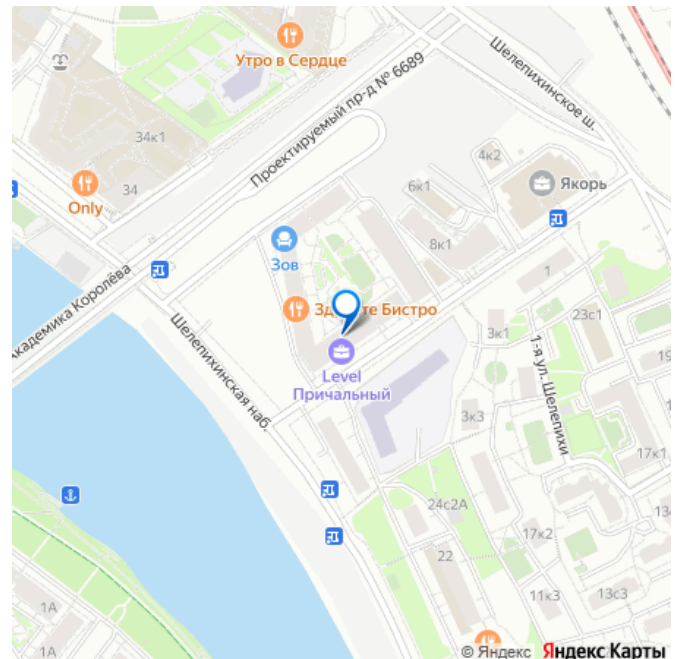 Утро в Сердце
Шелепихинское ш.
Проектируемый пр-д № 6689
34к1
4к2
6к1
Якорь
34
Only
8к1
Зов
1
Академика Королёва
Бистро
23с1
3к1
1-я ул. Шелепихи
19
Шелепихинская наб.
Level
Причальный
3к3
17к1
24с2А
17к2
22
11к3
13с3
1А
1А
© Яндекс Яндекс Карты